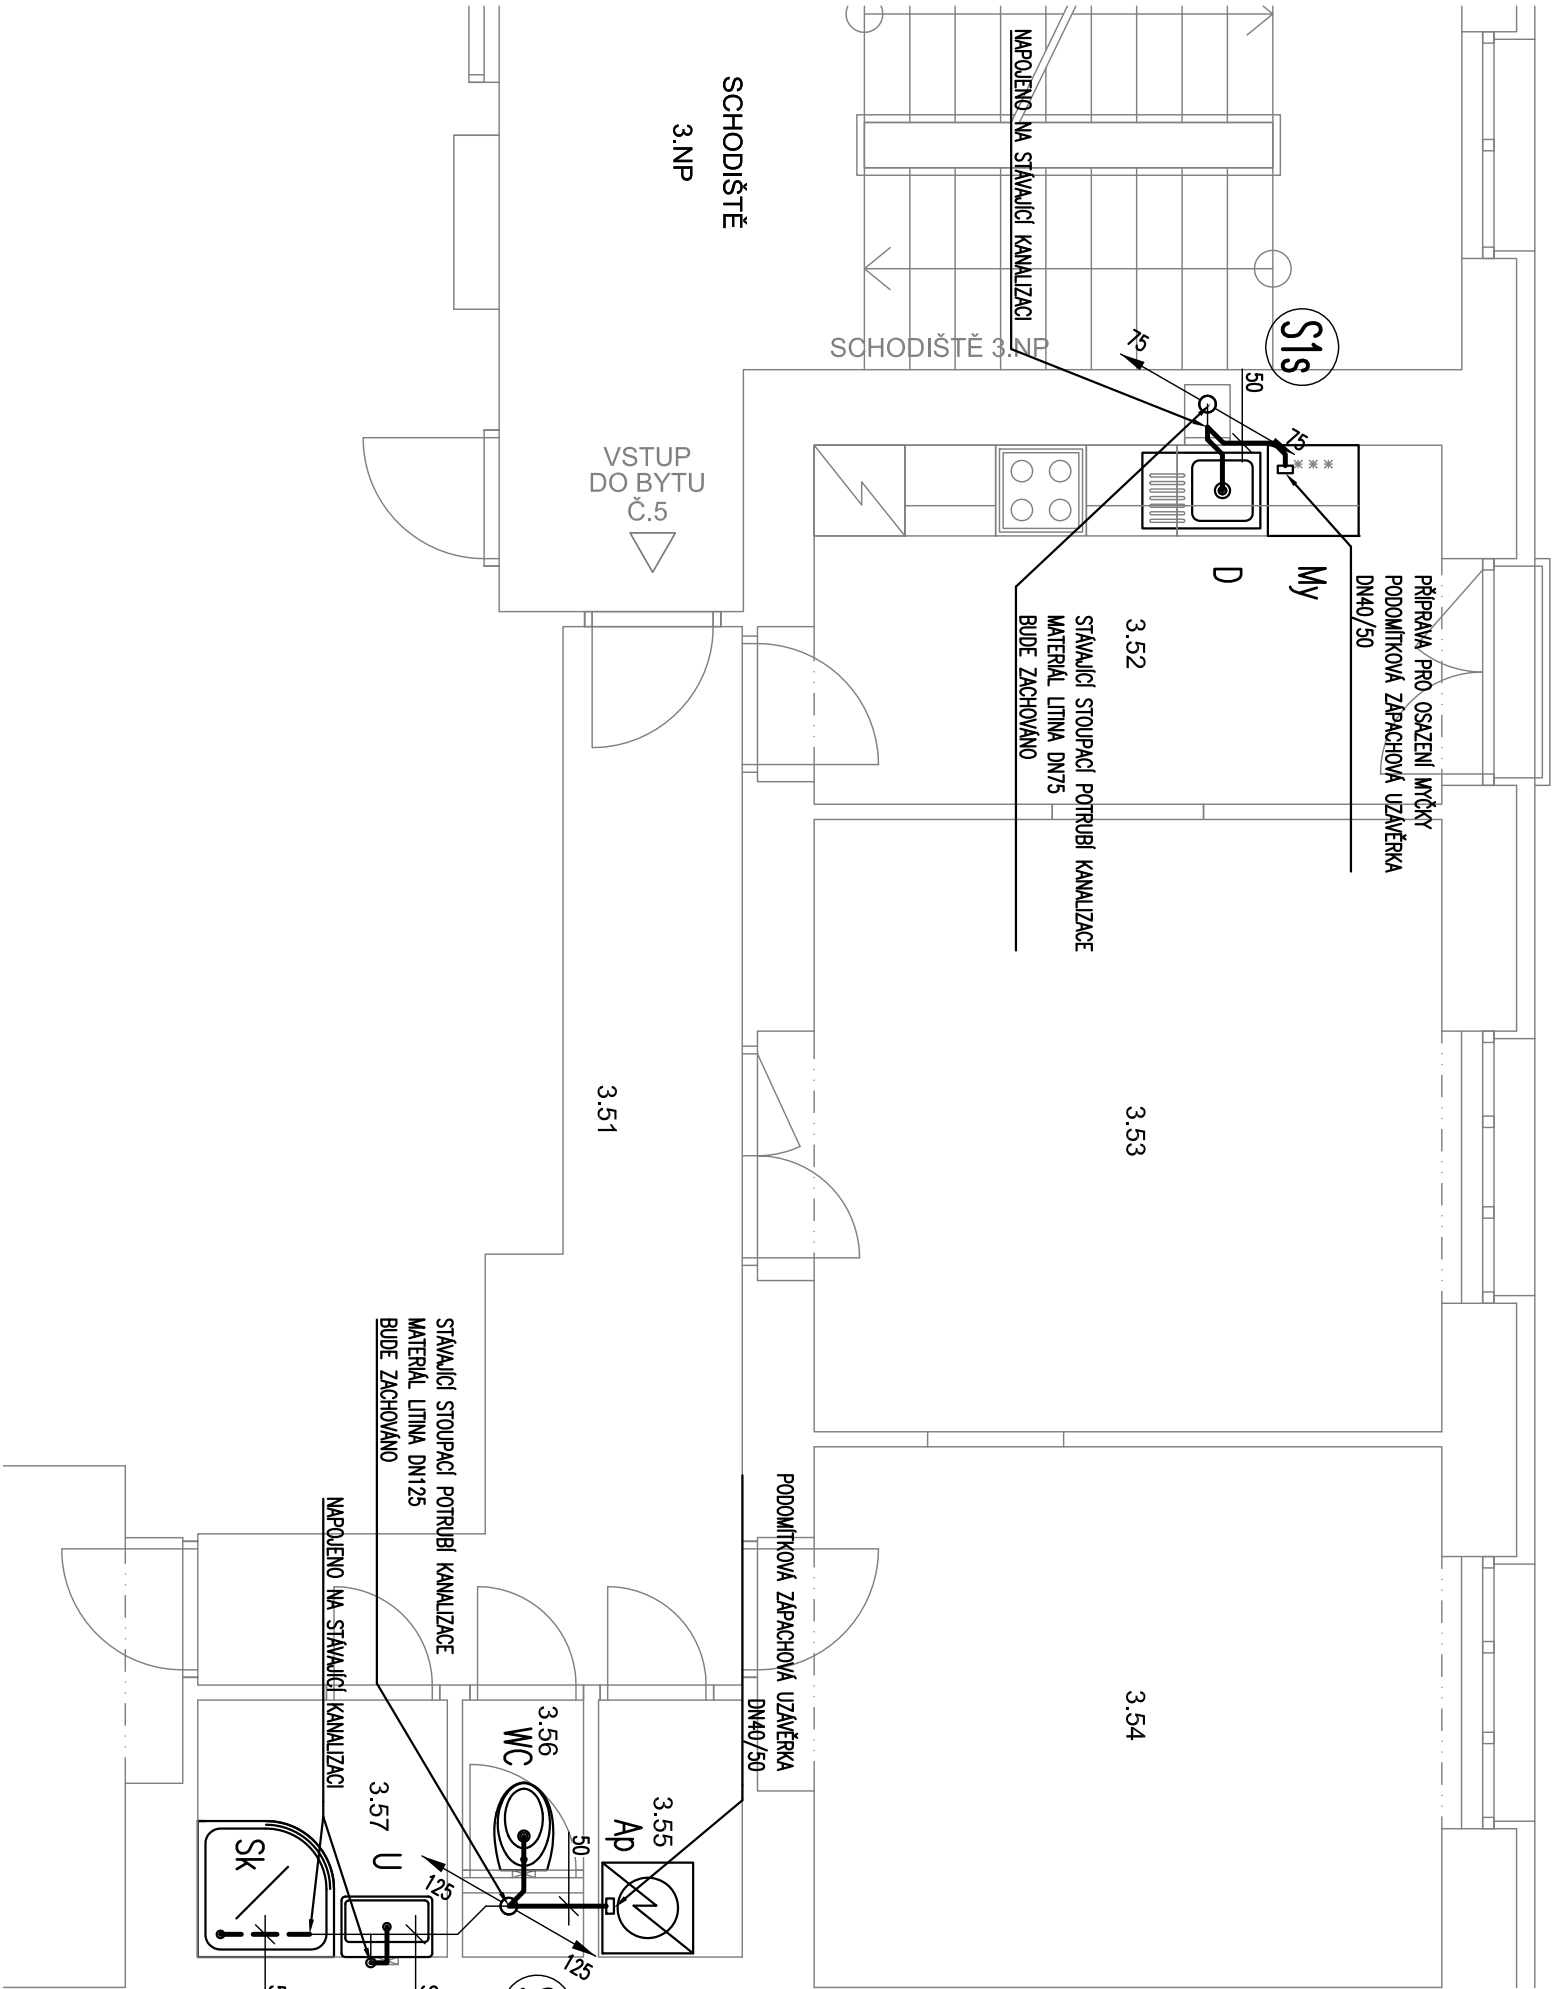 SCHODIŠTĚ
3.NP
NAPOJENO NA STÁVAJÍCÍ KANALIZACI
SCHODIŠTĚ 3.NP
S1s
75
50
75
VSTUP
DO BYTU
Č.5
My
D
PŘÍPRAVA PRO OSAZENÍ MYČKY
PODOMÍTKOVÁ ZÁPACHOVÁ UZÁVĚRKA
DN40/50
3.52
STÁVAJÍCÍ STOUPACÍ POTRUBÍ KANALIZACE
MATERIÁL LITINA DN75
BUDE ZACHOVÁNO
3.53
3.51
STÁVAJÍCÍ STOUPACÍ POTRUBÍ KANALIZACE
MATERIÁL LITINA DN125
BUDE ZACHOVÁNO
NAPOJENO NA STÁVAJÍCÍ KANALIZACI
PODOMÍTKOVÁ ZÁPACHOVÁ UZÁVĚRKA
DN40/50
3.54
3.56
WC
3.55
Ap
50
3.57
U
Sk
125
125